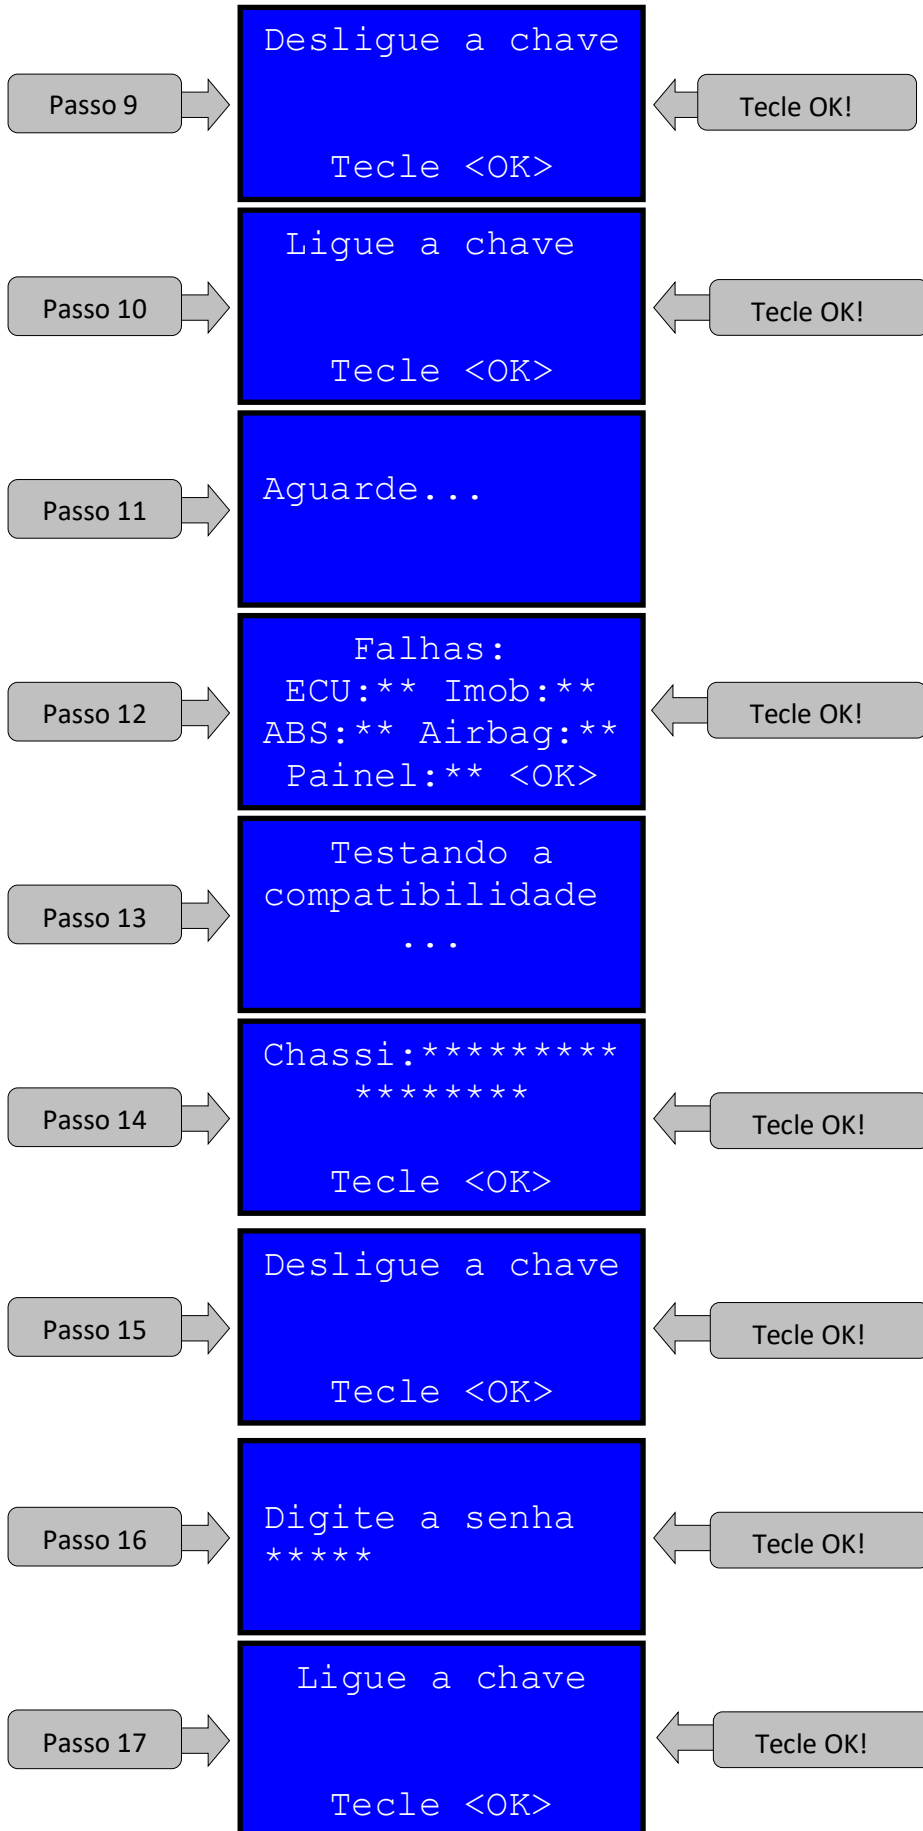 Desligue a chave
Passo 9
Tecle OK!
Tecle <OK>
Ligue a chave
Passo 10
Tecle OK!
Tecle <OK>
Aguarde...
Passo 11
Falhas:
ECU:** Imob:**
Passo 12
Tecle OK!
ABS:** Airbag:**
Painel:** <OK>
Testando a
compatibilidade
Passo 13
...
Chassi:*********
********
Passo 14
Tecle OK!
Tecle <OK>
Desligue a chave
Passo 15
Tecle OK!
Tecle <OK>
Digite a senha
Passo 16
Tecle OK!
*****
Ligue a chave
Passo 17
Tecle OK!
Tecle <OK>